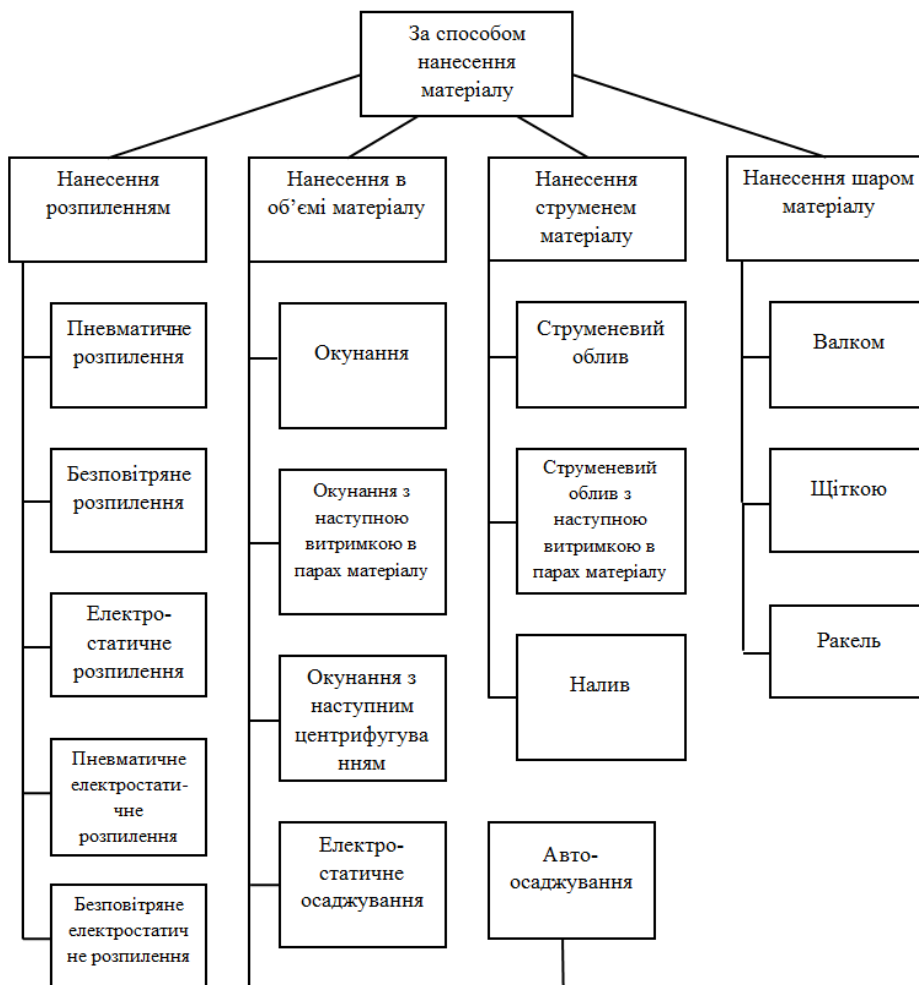 За способом
нанесення
матеріалу
Нанесення
розпиленням
Нанесення в
об’ємі матеріалу
Нанесення
струменем
матеріалу
Нанесення шаром
матеріалу
Пневматичне
розпилення
Безповітряне
розпилення
Електро-
статичне
розпилення
Пневматичне
електростати-
чне
розпилення
Безповітряне
електростатич
не розпилення
Окунання
Окунання з
наступною
витримкою в
парах матеріалу
Окунання з
наступним
центрифугува
нням
Електро-
статичне
осаджування
Струменевий
облив
Струменевий
облив з
наступною
витримкою в
парах матеріалу
Налив
Авто-
осаджування
Валком
Щіткою
Ракель